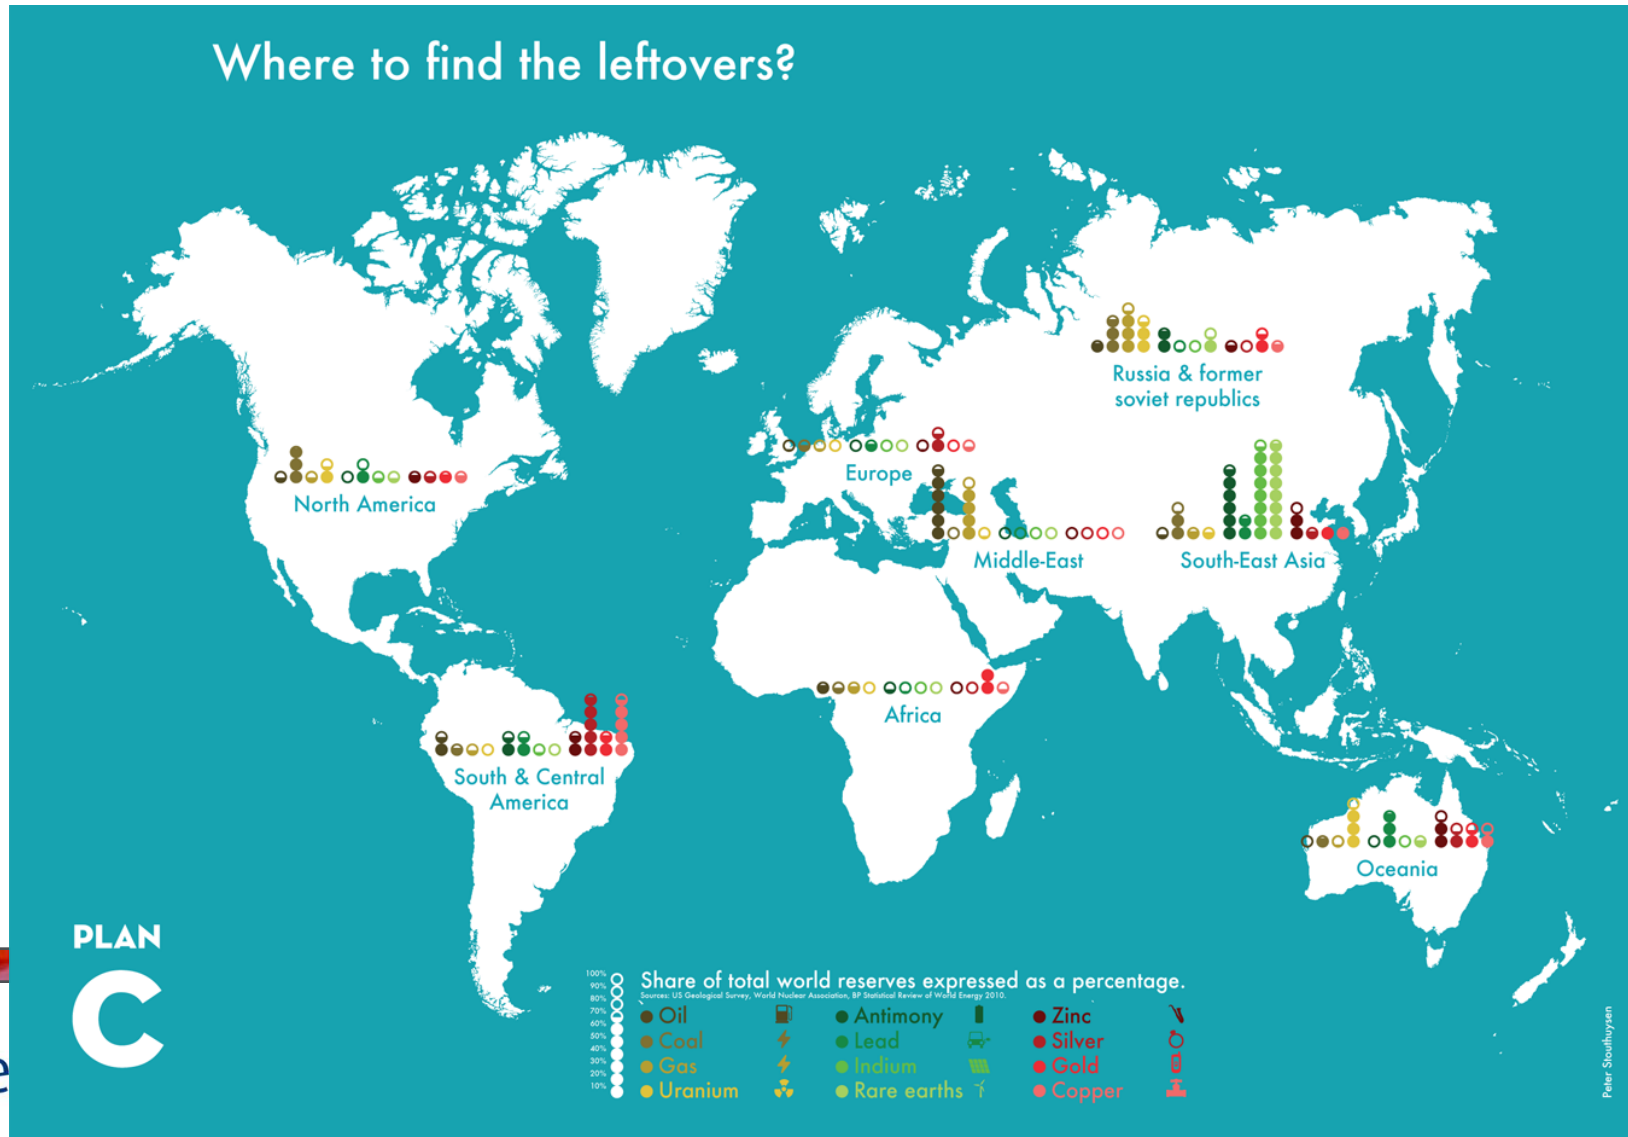 Where to find the leftovers?
Russia & former
soviet republics
Europe
North America
Middle-East
South-East Asia
Africa
South & Central
America
Oceania
PLAN
C
e
100%
90%
80%
70%
60%
50%
40%
30%
20%
10%
Share of total world reserves expressed as a percentage.
Sources: US Geological Survey, World Nuclear Association, BP Statistical Review of World Energy 2010.
Oil
Coal
Gas
Uranium
Antimony
Lead
Indium
Rare earths
Zinc
Silver
Gold
Copper
Peter Stouthuysen